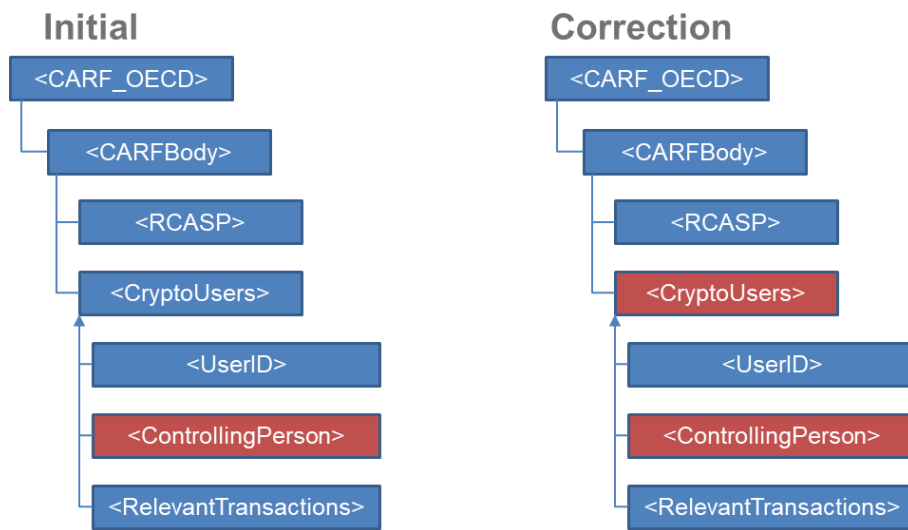 Initial
<CARF_OECD>
<CARFBody>
<RCASP>
<CryptoUsers>
<UserID>
<ControllingPerson>
<RelevantTransactions>
Correction
<CARF_OECD>
<CARFBody>
<RCASP>
<CryptoUsers>
<UserID>
<ControllingPerson>
<RelevantTransactions>